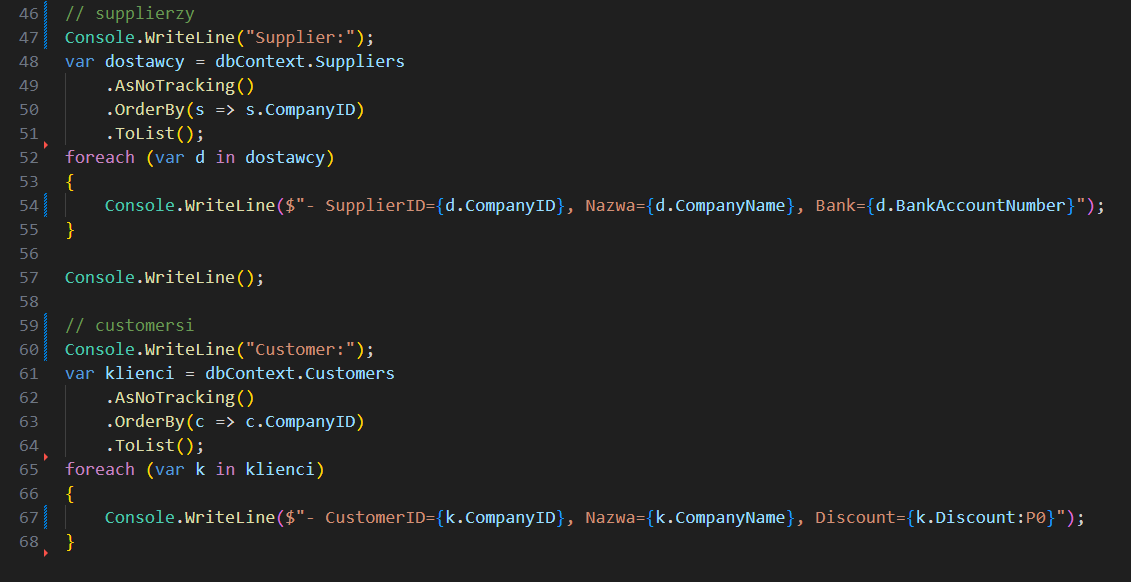 46 // supplierzy
47 Console.WriteLine("Supplier:");
48 var dostawcy = dbContext.Suppliers
49     .AsNoTracking()
50     .OrderBy(s => s.CompanyID)
51     .ToList();
52 foreach (var d in dostawcy)
53 {
54     Console.WriteLine($"- SupplierID={d.CompanyID}, Nazwa={d.CompanyName}, Bank={d.BankAccountNumber}");
55 }
56
57 Console.WriteLine();
58
59 // customersi
60 Console.WriteLine("Customer:");
61 var klienci = dbContext.Customers
62     .AsNoTracking()
63     .OrderBy(c => c.CompanyID)
64     .ToList();
65 foreach (var k in klienci)
66 {
67     Console.WriteLine($"- CustomerID={k.CompanyID}, Nazwa={k.CompanyName}, Discount={k.Discount:P0}");
68 }